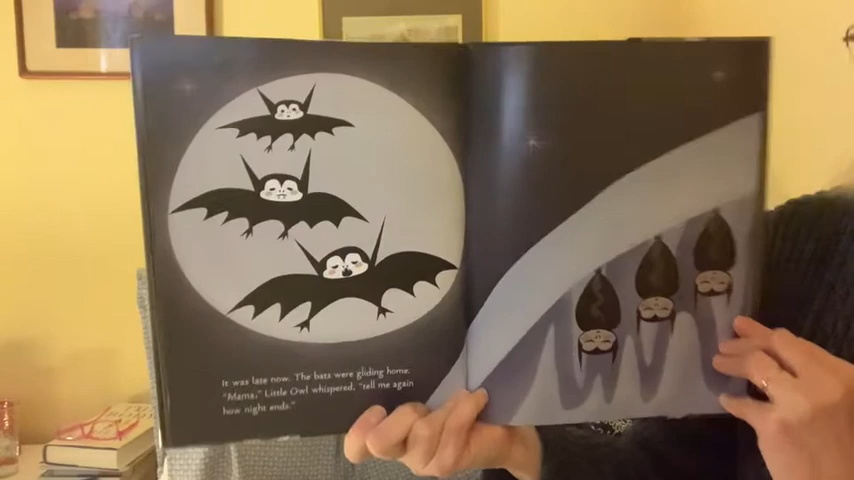 It was late now. The bats were gliding home.
"Mama," Little Owl whispered, "tell me again
how night ends."